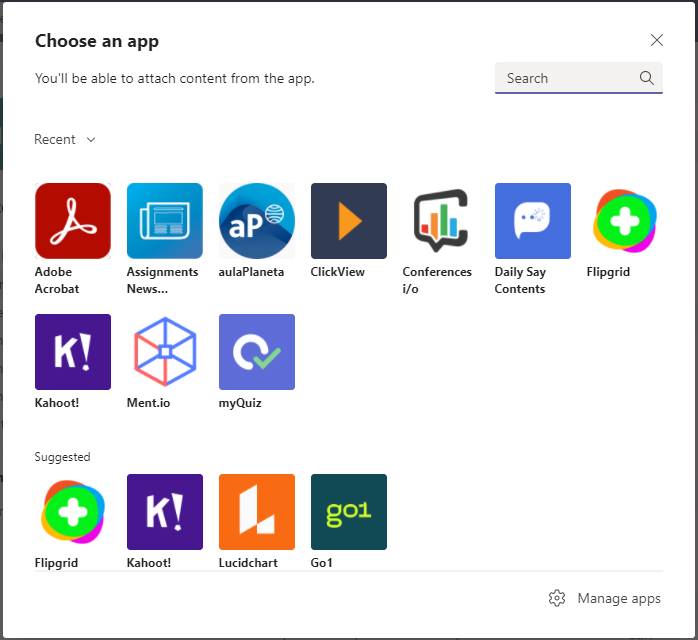 Choose an app
You'll be able to attach content from the app.
Search
Recent
aP
Adobe
Acrobat
Assignments
News...
aulaPlaneta
ClickView
Conferences
i/o
Daily Say
Contents
Flipgrid
K!
Kahoot!
Ment.io
myQuiz
Suggested
K!
go1
Flipgrid
Kahoot!
Lucidchart
Go1
Manage apps